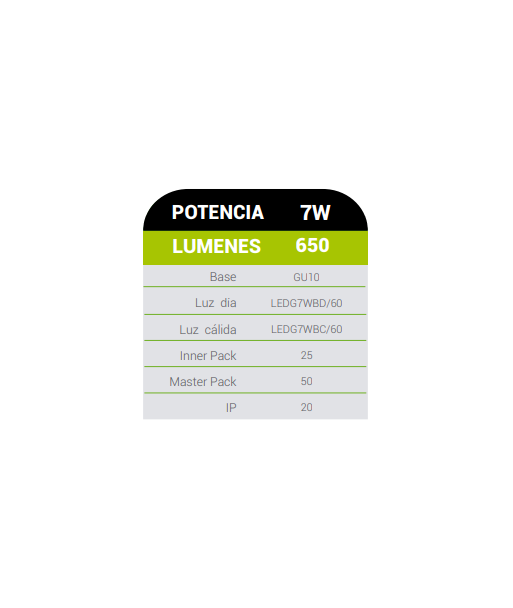 POTENCIA 7W
LUMENES 650
Base GU10
Luz dia LEDG7WBD/60
Luz cálida LEDG7WBC/60
Inner Pack 25
Master Pack 50
IP 20